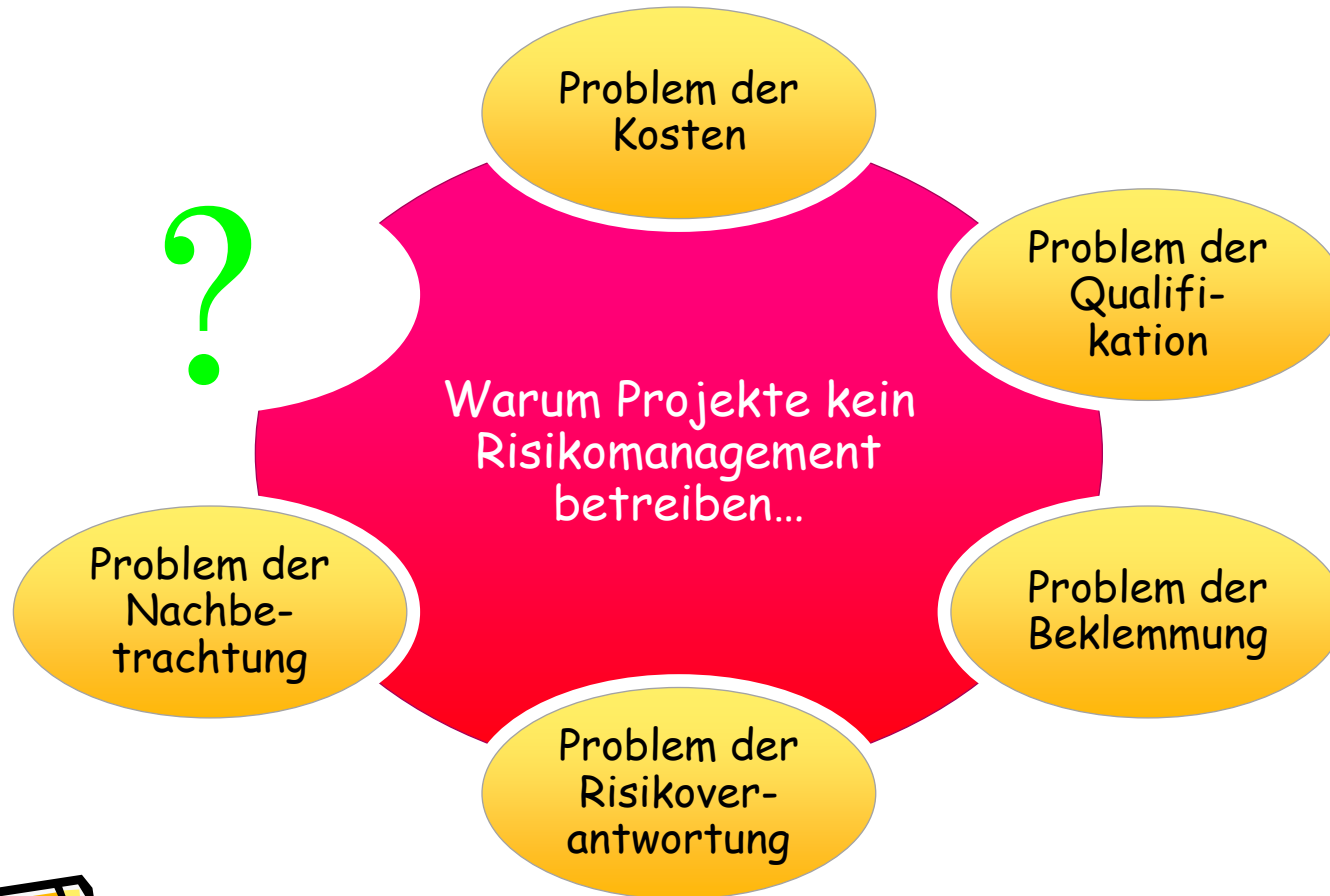 Problem der
Kosten
?
Problem der
Qualifi-
kation
Warum Projekte kein
Risikomanagement
betreiben...
Problem der
Nachbe-
trachtung
Problem der
Beklemmung
Problem der
Risikover-
antwortung